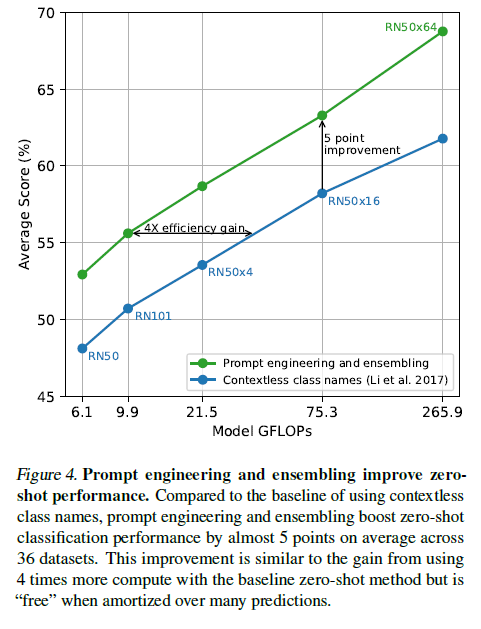 70
65
60
55
50
45
Average Score (%)
RN50x64
5 point
improvement
RN50x16
4X efficiency gain
RN50x4
RN101
RN50
Prompt engineering and ensembling
Contextless class names (Li et al. 2017)
6.1 9.9 21.5 75.3 265.9
Model GFLOPs
Figure 4. Prompt engineering and ensembling improve zero-
shot performance. Compared to the baseline of using contextless
class names, prompt engineering and ensembling boost zero-shot
classification performance by almost 5 points on average across
36 datasets. This improvement is similar to the gain from using
4 times more compute with the baseline zero-shot method but is
“free” when amortized over many predictions.